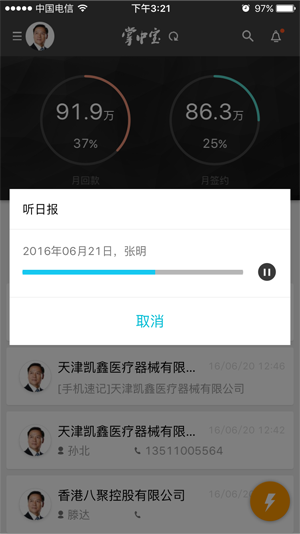 中国电信
下午3:21
97%
掌中宝
91.9万
37%
月回款
86.3万
25%
月签约
听日报
2016年06月21日，张明
取消
天津凯鑫医疗器械有限... 16/06/20 12:46
[手机速记]天津凯鑫医疗器械有限公司
天津凯鑫医疗器械有限... 16/06/20 12:42
孙北 13511005564
香港八聚控股有限公司 16/06/20
滕达